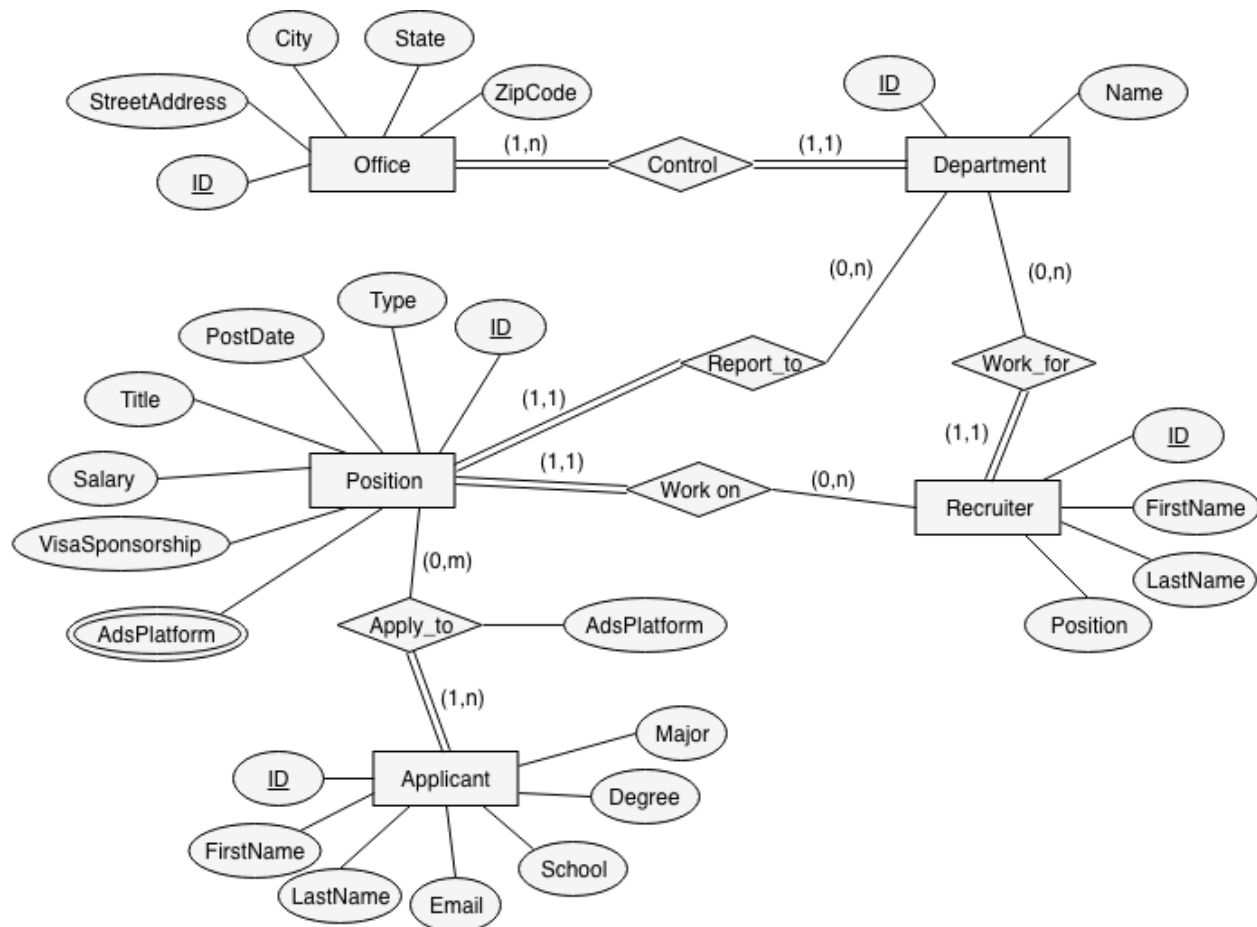 City
State
StreetAddress
ZipCode
ID
Office
(1,n)
Control
(1,1)
ID
Name
Department
(0,n)
(0,n)
Type
PostDate
ID
Title
Salary
VisaSponsorship
AdsPlatform
Position
(1,1)
Report_to
Work_for
(1,1)
(1,1)
Work on
(0,n)
Recruiter
ID
FirstName
LastName
Position
(0,m)
Apply_to
AdsPlatform
(1,n)
Applicant
Major
Degree
School
Email
LastName
FirstName
ID